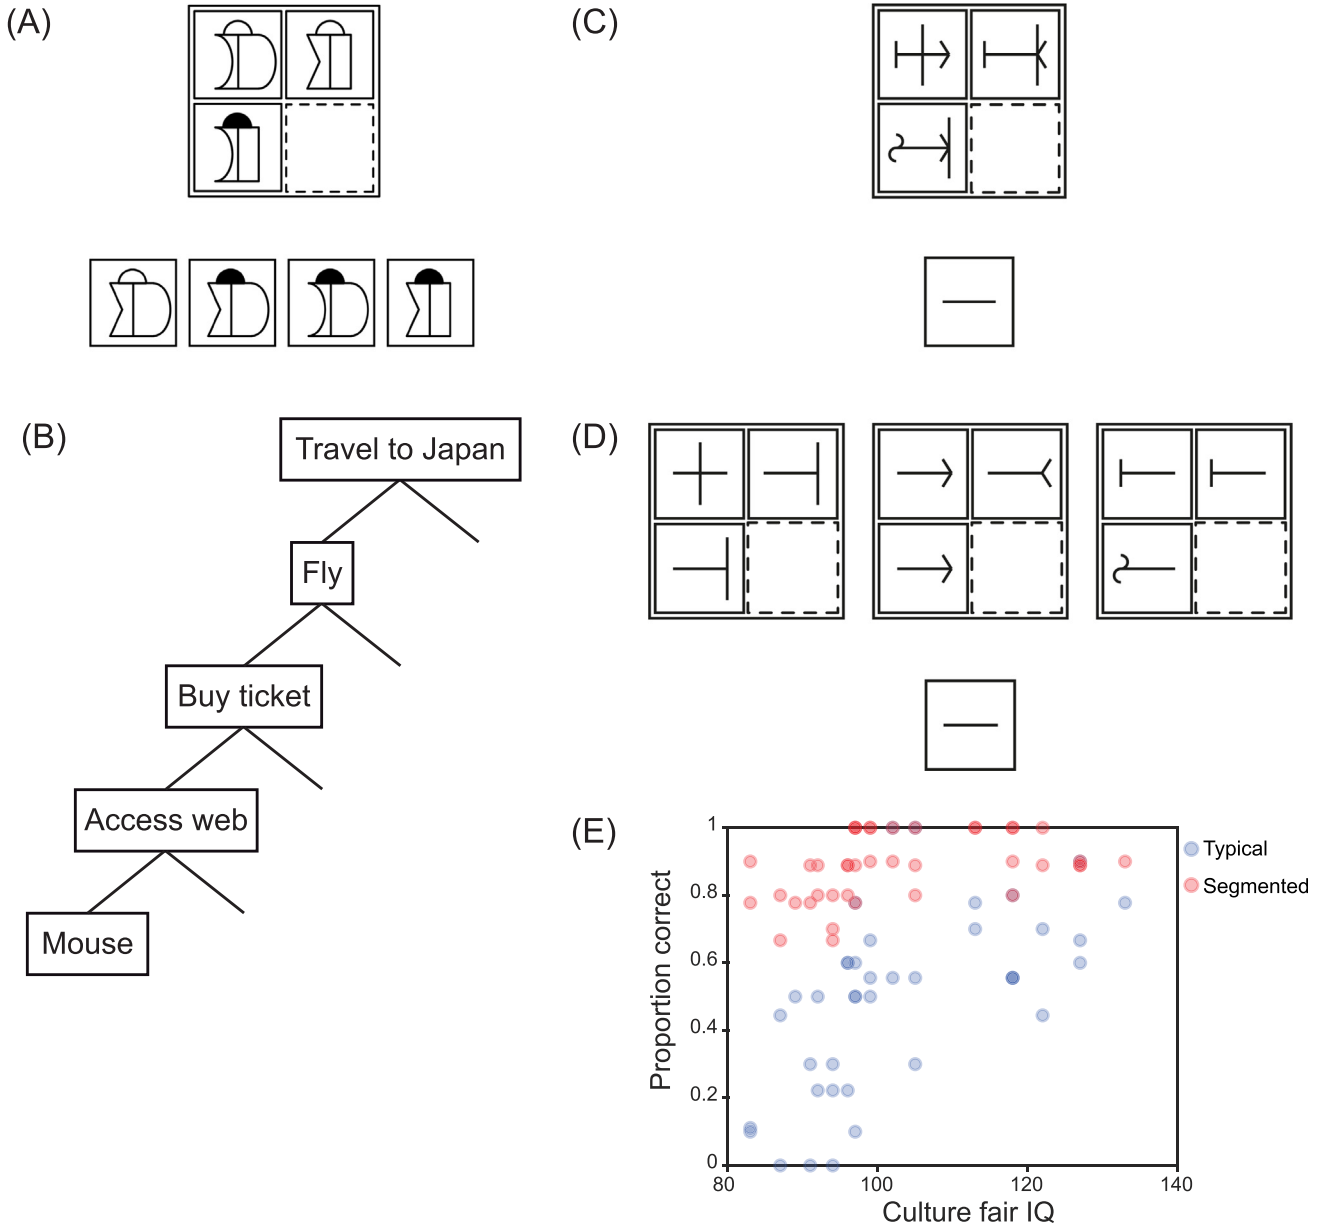 (A)
(B)
Travel to Japan
Fly
Buy ticket
Access web
Mouse
(C)
(D)
(E)
Proportion correct
1
0.8
0.6
0.4
0.2
0
80
100
120
140
Culture fair IQ
Typical
Segmented